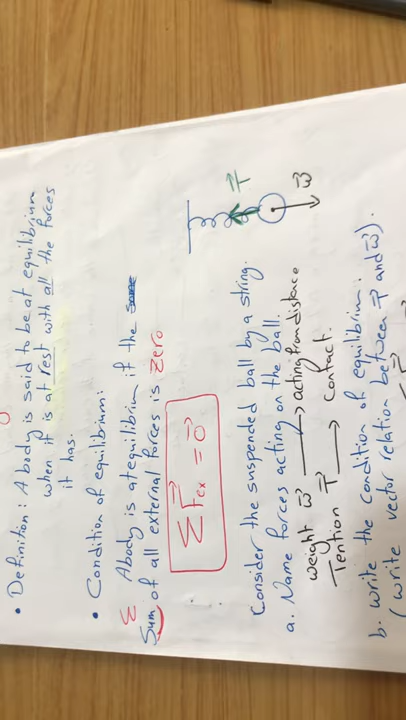 • Definition: A body is said to be at equilibrium
when it is at rest with all the forces
it has.
• Condition of equilibrium:
Σ A body is at equilibrium if the
Sum of all external forces is Zero
ΣF⃗ex = 0⃗
Consider the suspended ball by a string.
T⃗
w⃗
a. Name forces acting on the ball.
weight w⃗ → acting from distance
Tention T⃗ → contact.
b. write the condition of equilibrium.
(write vector relation between T⃗ and w⃗).